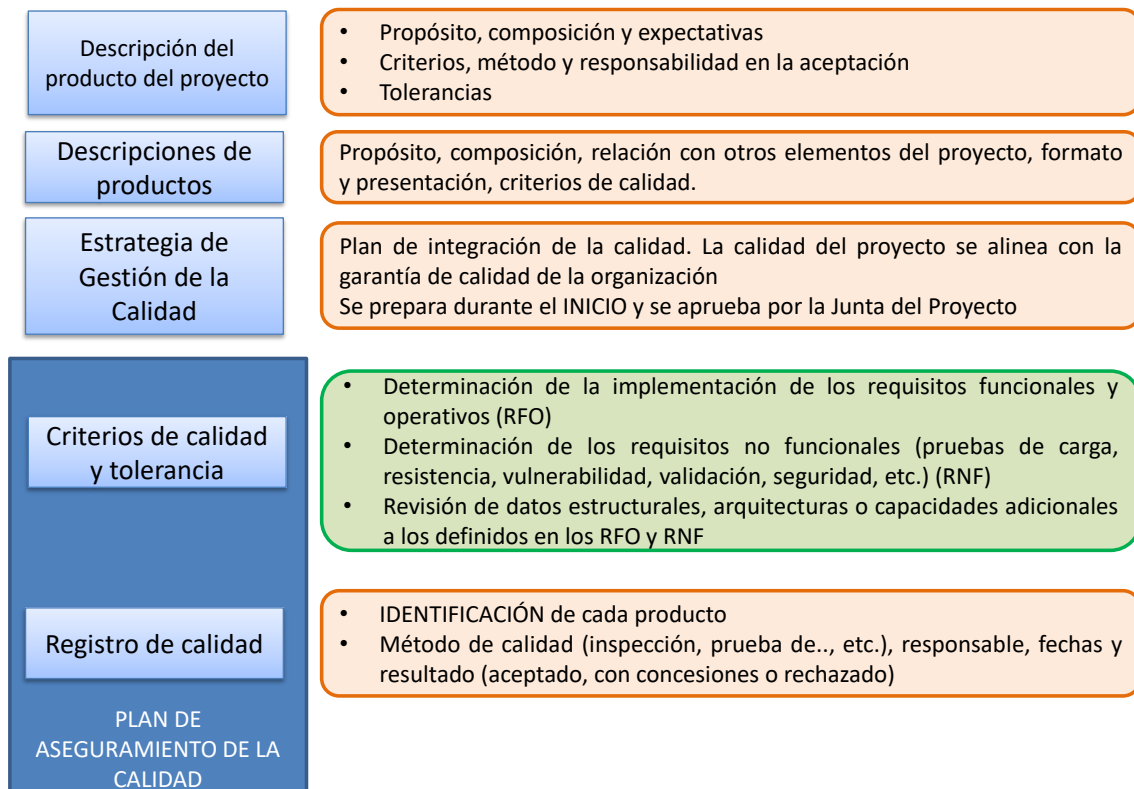 Descripción del
producto del proyecto
• Propósito, composición y expectativas
• Criterios, método y responsabilidad en la aceptación
• Tolerancias
Descripciones de
productos
Propósito, composición, relación con otros elementos del proyecto, formato
y presentación, criterios de calidad.
Estrategia de
Gestión de la
Calidad
Plan de integración de la calidad. La calidad del proyecto se alinea con la
garantía de calidad de la organización
Se prepara durante el INICIO y se aprueba por la Junta del Proyecto
Criterios de calidad
y tolerancia
• Determinación de la implementación de los requisitos funcionales y
operativos (RFO)
• Determinación de los requisitos no funcionales (pruebas de carga,
resistencia, vulnerabilidad, validación, seguridad, etc.) (RNF)
• Revisión de datos estructurales, arquitecturas o capacidades adicionales
a los definidos en los RFO y RNF
Registro de calidad
• IDENTIFICACIÓN de cada producto
• Método de calidad (inspección, prueba de.., etc.), responsable, fechas y
resultado (aceptado, con concesiones o rechazado)
PLAN DE
ASEGURAMIENTO DE LA
CALIDAD